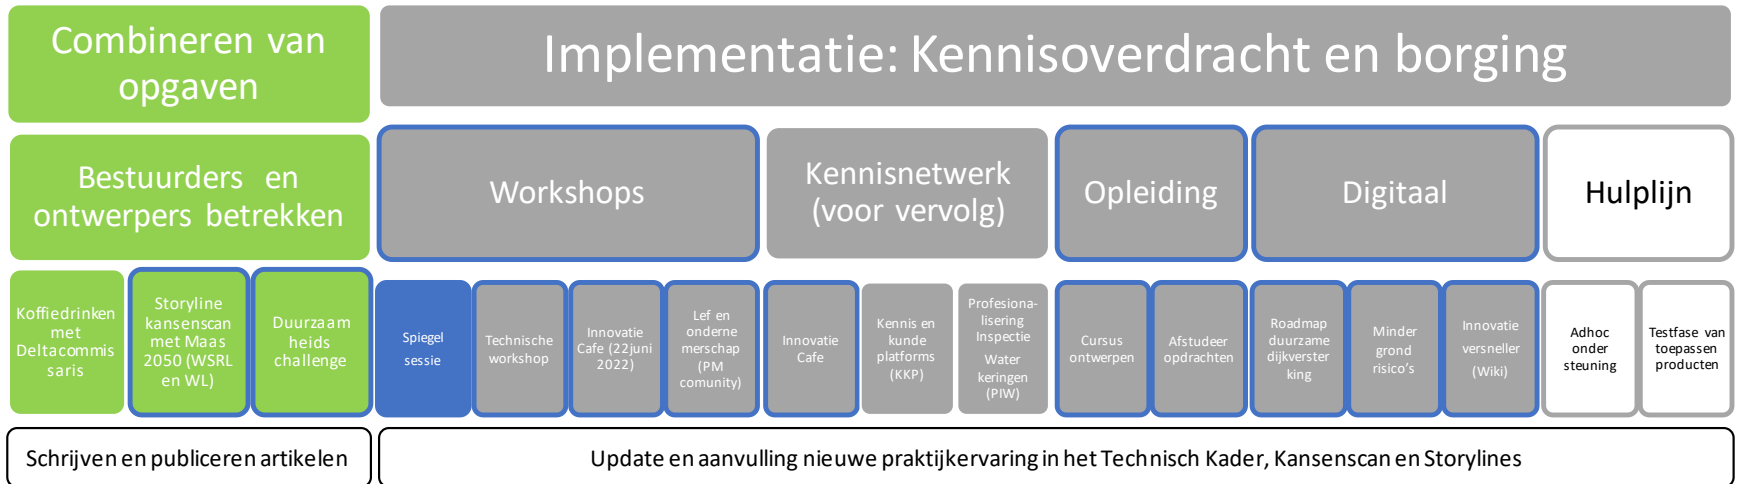 Combineren van
opgaven
Implementatie: Kennisoverdracht en borging
Bestuurders en
ontwerpers betrekken
Workshops
Kennisnetwerk
(voor vervolg)
Opleiding
Digitaal
Hulplijn
Koffiedrinken
met
Deltacommis
saris
Storyline
kansenscan
met Maas
2050 (WSRL
en WL)
Duurzaam
heids
challenge
Spiegel
sessie
Technische
workshop
Innovatie
Cafe (22juni
2022)
Lef en
onderne
merschap
(PM
comunity)
Innovatie
Cafe
Kennis en
kunde
platforms
(KKP)
Profesiona-
lisering
Inspectie
Water
keringen
(PIW)
Cursus
ontwerpen
Afstudeer
opdrachten
Roadmap
duurzame
dijkverster
king
Minder
grond
risico's
Innovatie
versneller
(Wiki)
Adhoc
onder
steuning
Testfase van
toepassen
producten
Schrijven en publiceren artikelen
Update en aanvulling nieuwe praktijkervaring in het Technisch Kader, Kansenscan en Storylines